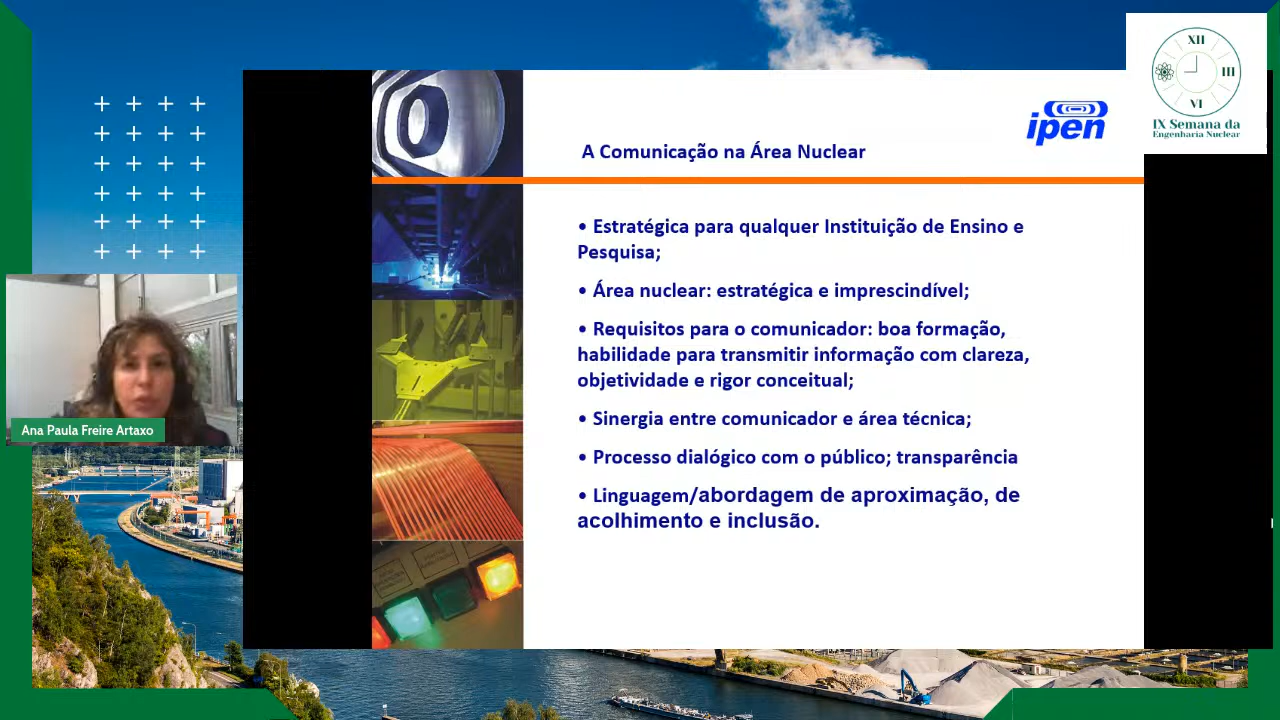 XII
III
VI
IX Semana da
Engenharia Nuclear
ipen
A Comunicação na Área Nuclear
• Estratégica para qualquer Instituição de Ensino e
Pesquisa;
• Área nuclear: estratégica e imprescindível;
• Requisitos para o comunicador: boa formação,
habilidade para transmitir informação com clareza,
objetividade e rigor conceitual;
• Sinergia entre comunicador e área técnica;
• Processo dialógico com o público; transparência
• Linguagem/abordagem de aproximação, de
acolhimento e inclusão.
Ana Paula Freire Artaxo